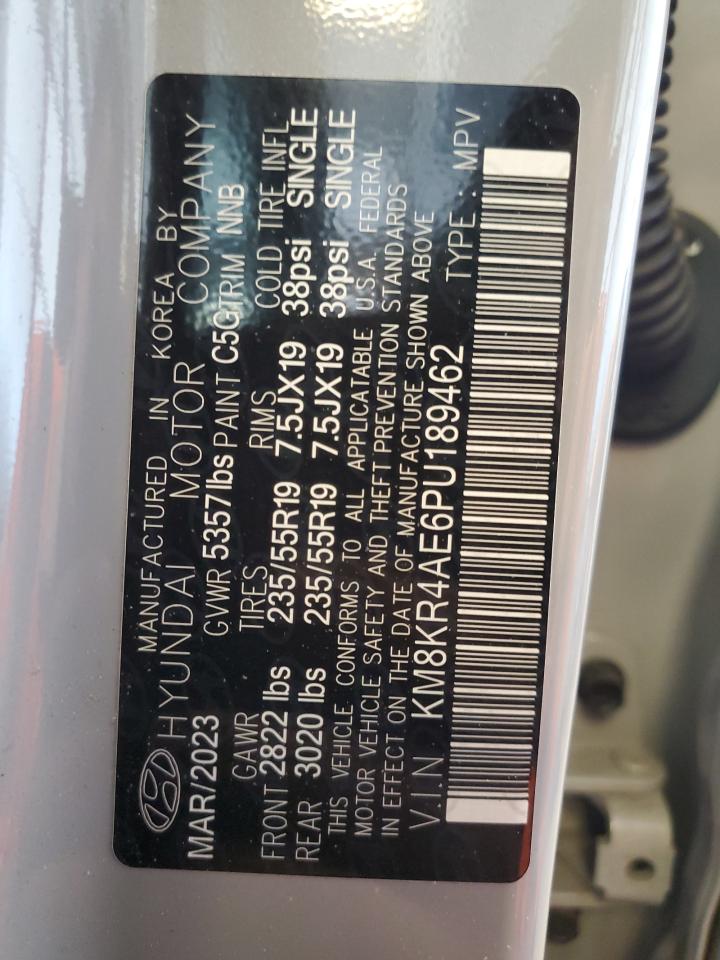 MANUFACTURED IN KOREA BY
HYUNDAI MOTOR COMPANY
MAR/2023 GVWR 5357lbs PAINT C5G TRIM NNB
GAWR TIRES RIMS COLD TIRE INFL
FRONT 2822 lbs 235/55R19 7.5JX19 38psi SINGLE
REAR 3020 lbs 235/55R19 7.5JX19 38psi SINGLE
THIS VEHICLE CONFORMS TO ALL APPLICATABLE U.S.A. FEDERAL
MOTOR VEHICLE SAFETY AND THEFT PREVENTION STANDARDS
IN EFFECT ON THE DATE OF MANUFACTURE SHOWN ABOVE
VIN KM8KR4AE6PU189462 TYPE MPV